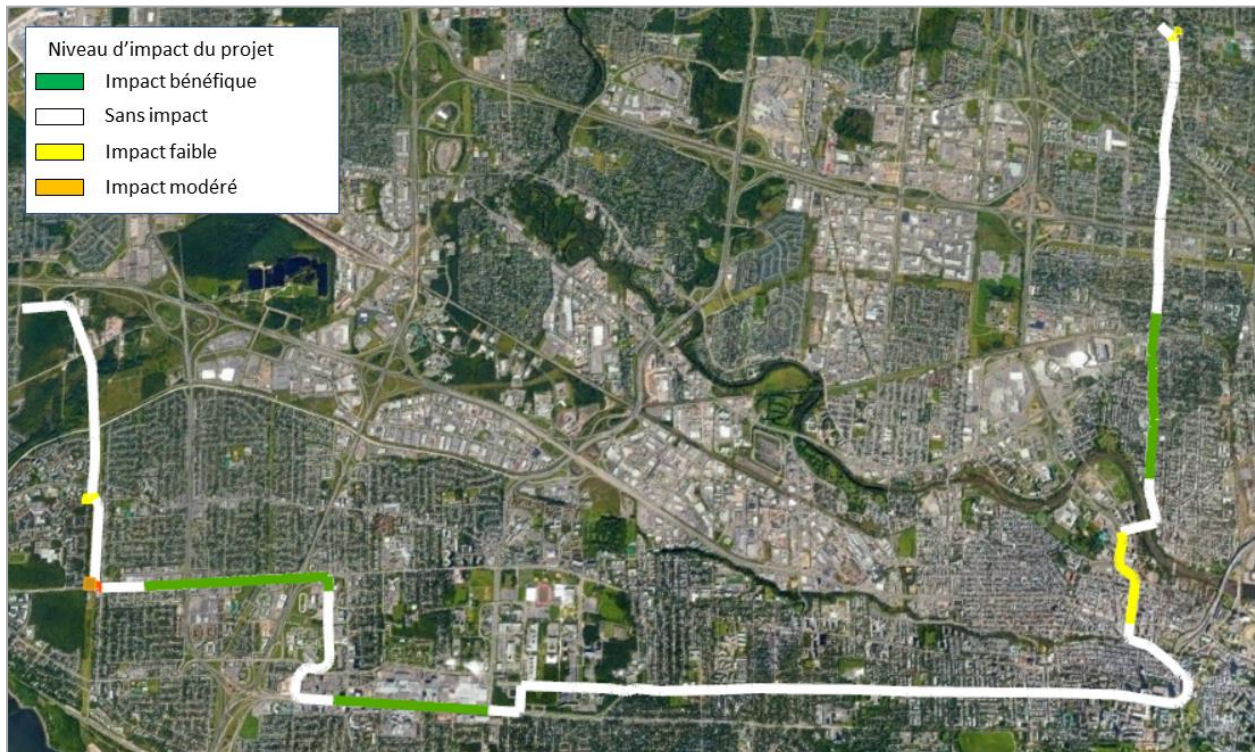 Niveau d'impact du projet
Impact bénéfique
Sans impact
Impact faible
Impact modéré